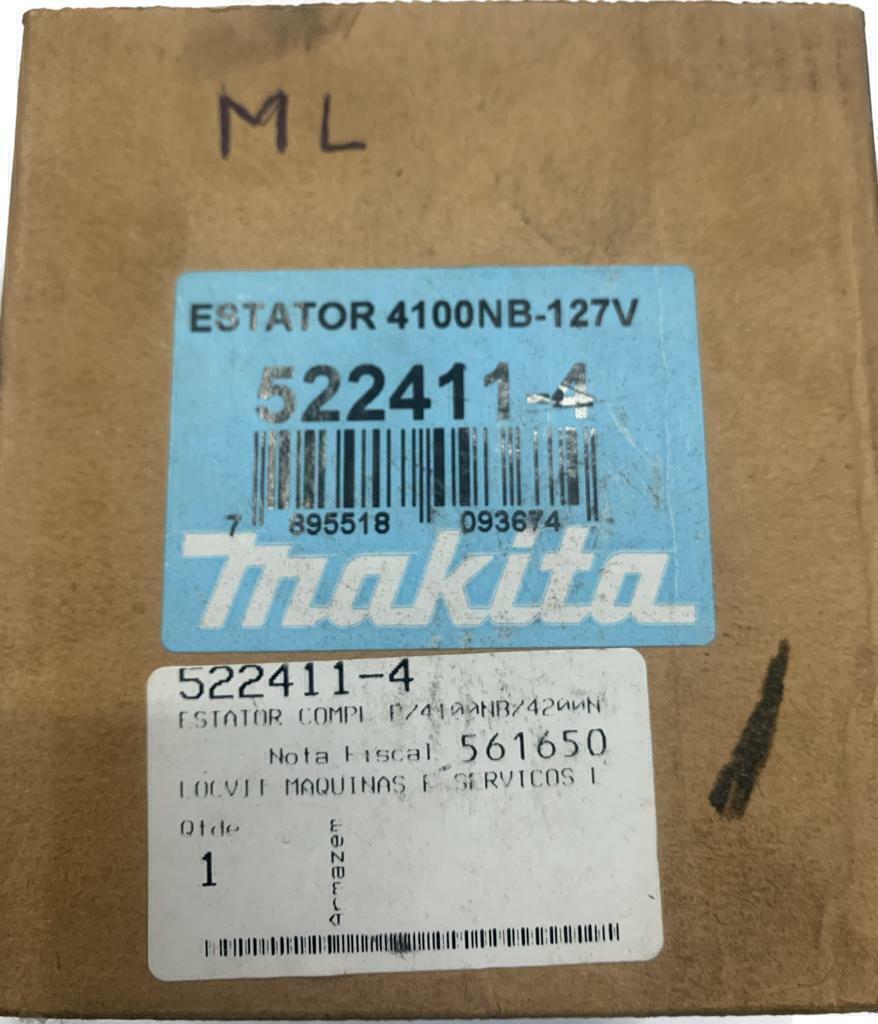 ML
ESTATOR 4100NB-127V
522411-4
7 895518 093674
makita
522411-4
ESTATOR COMPL P/4100NB/4200N
Nota Fiscal 561650
LOCVIE MAQUINAS E SERVICOS L
Qtde
1
Armazem